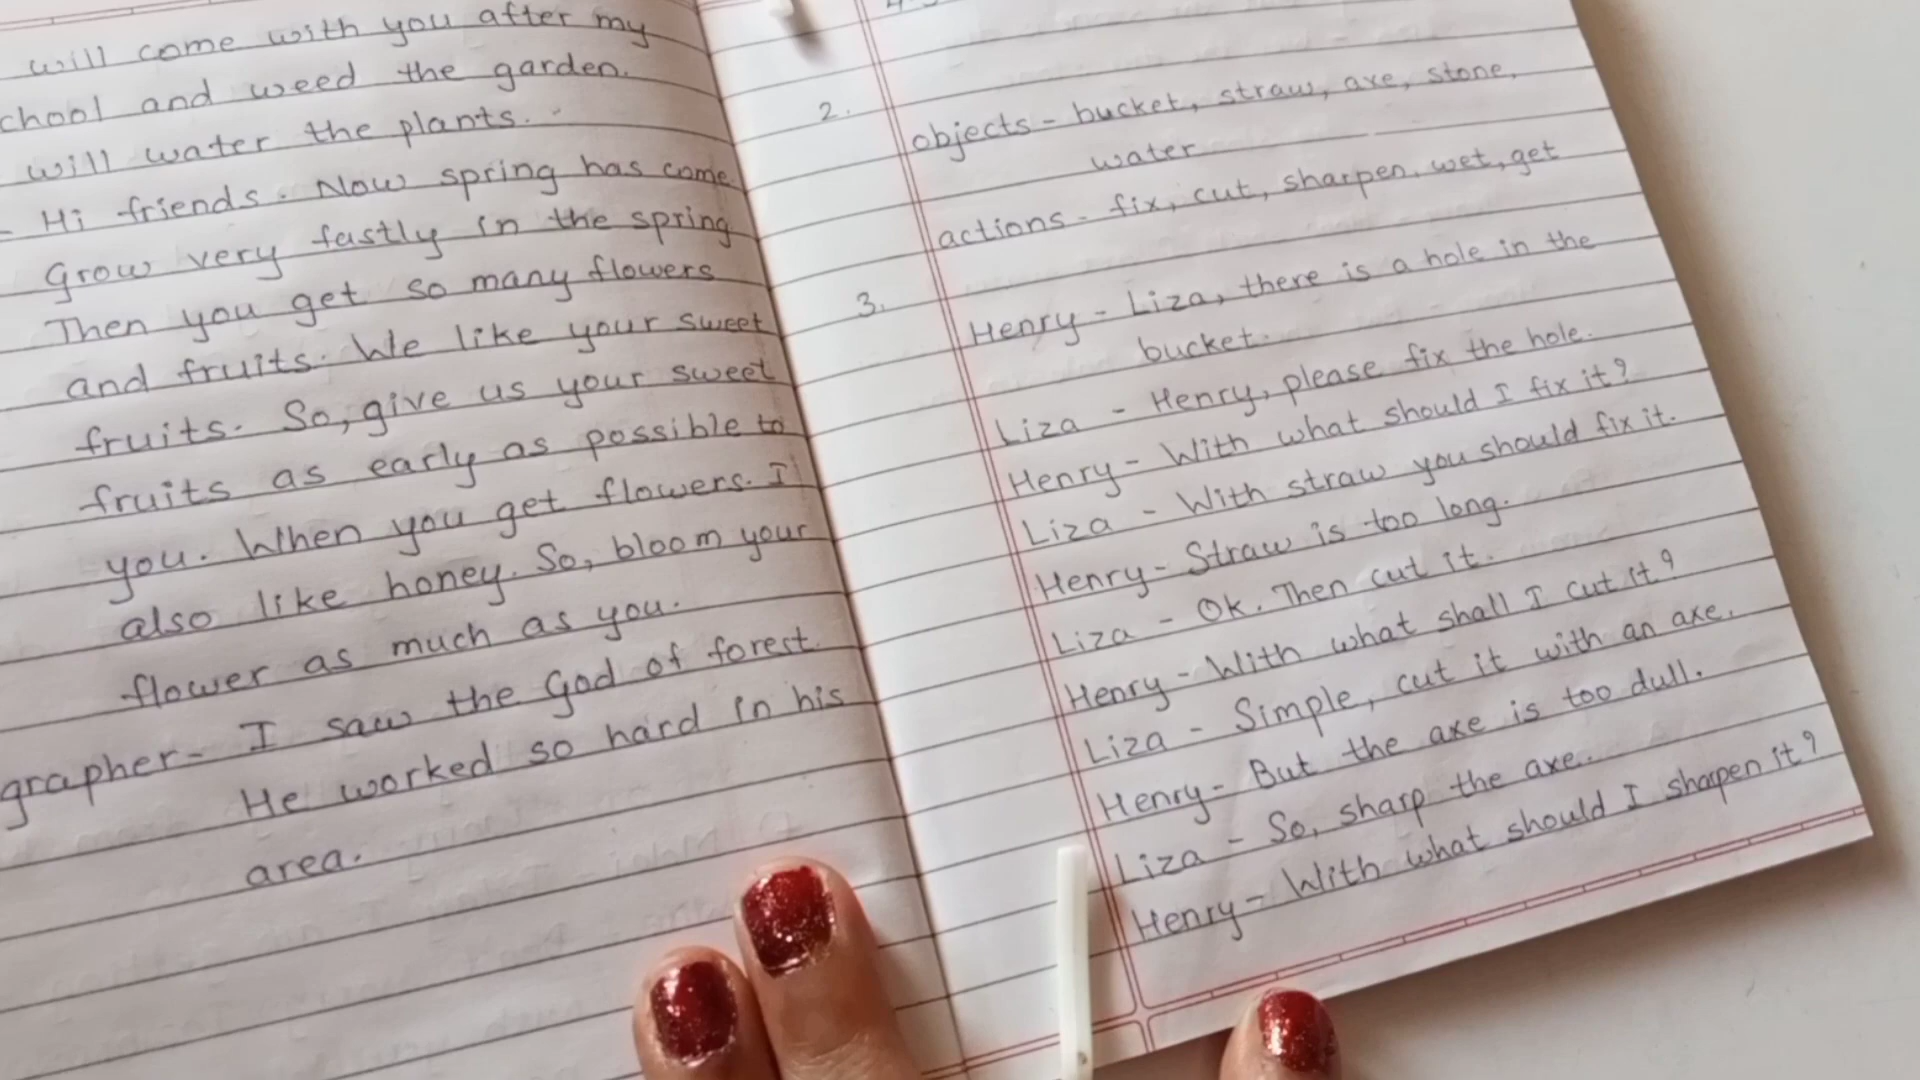 will come with you after my
chool and weed the garden.
will water the plants.
- Hi friends. Now spring has come.
Grow very fastly in the spring
Then you get so many flowers
and fruits. We like your sweet
fruits. So, give us your sweet
fruits as early as possible to
you. When you get flowers. I
also like honey. So, bloom your
flower as much as you.
grapher- I saw the God of forest.
He worked so hard in his
area.
2.
objects - bucket, straw, axe, stone,
water
actions - fix, cut, sharpen, wet, get
3.
Henry - Liza, there is a hole in the
bucket.
Liza - Henry, please fix the hole.
Henry - With what should I fix it?
Liza - With straw you should fix it.
Henry - Straw is too long.
Liza - Ok. Then cut it.
Henry - With what shall I cut it?
Liza - Simple, cut it with an axe.
Henry - But the axe is too dull.
Liza - So, sharp the axe.
Henry - With what should I sharpen it?